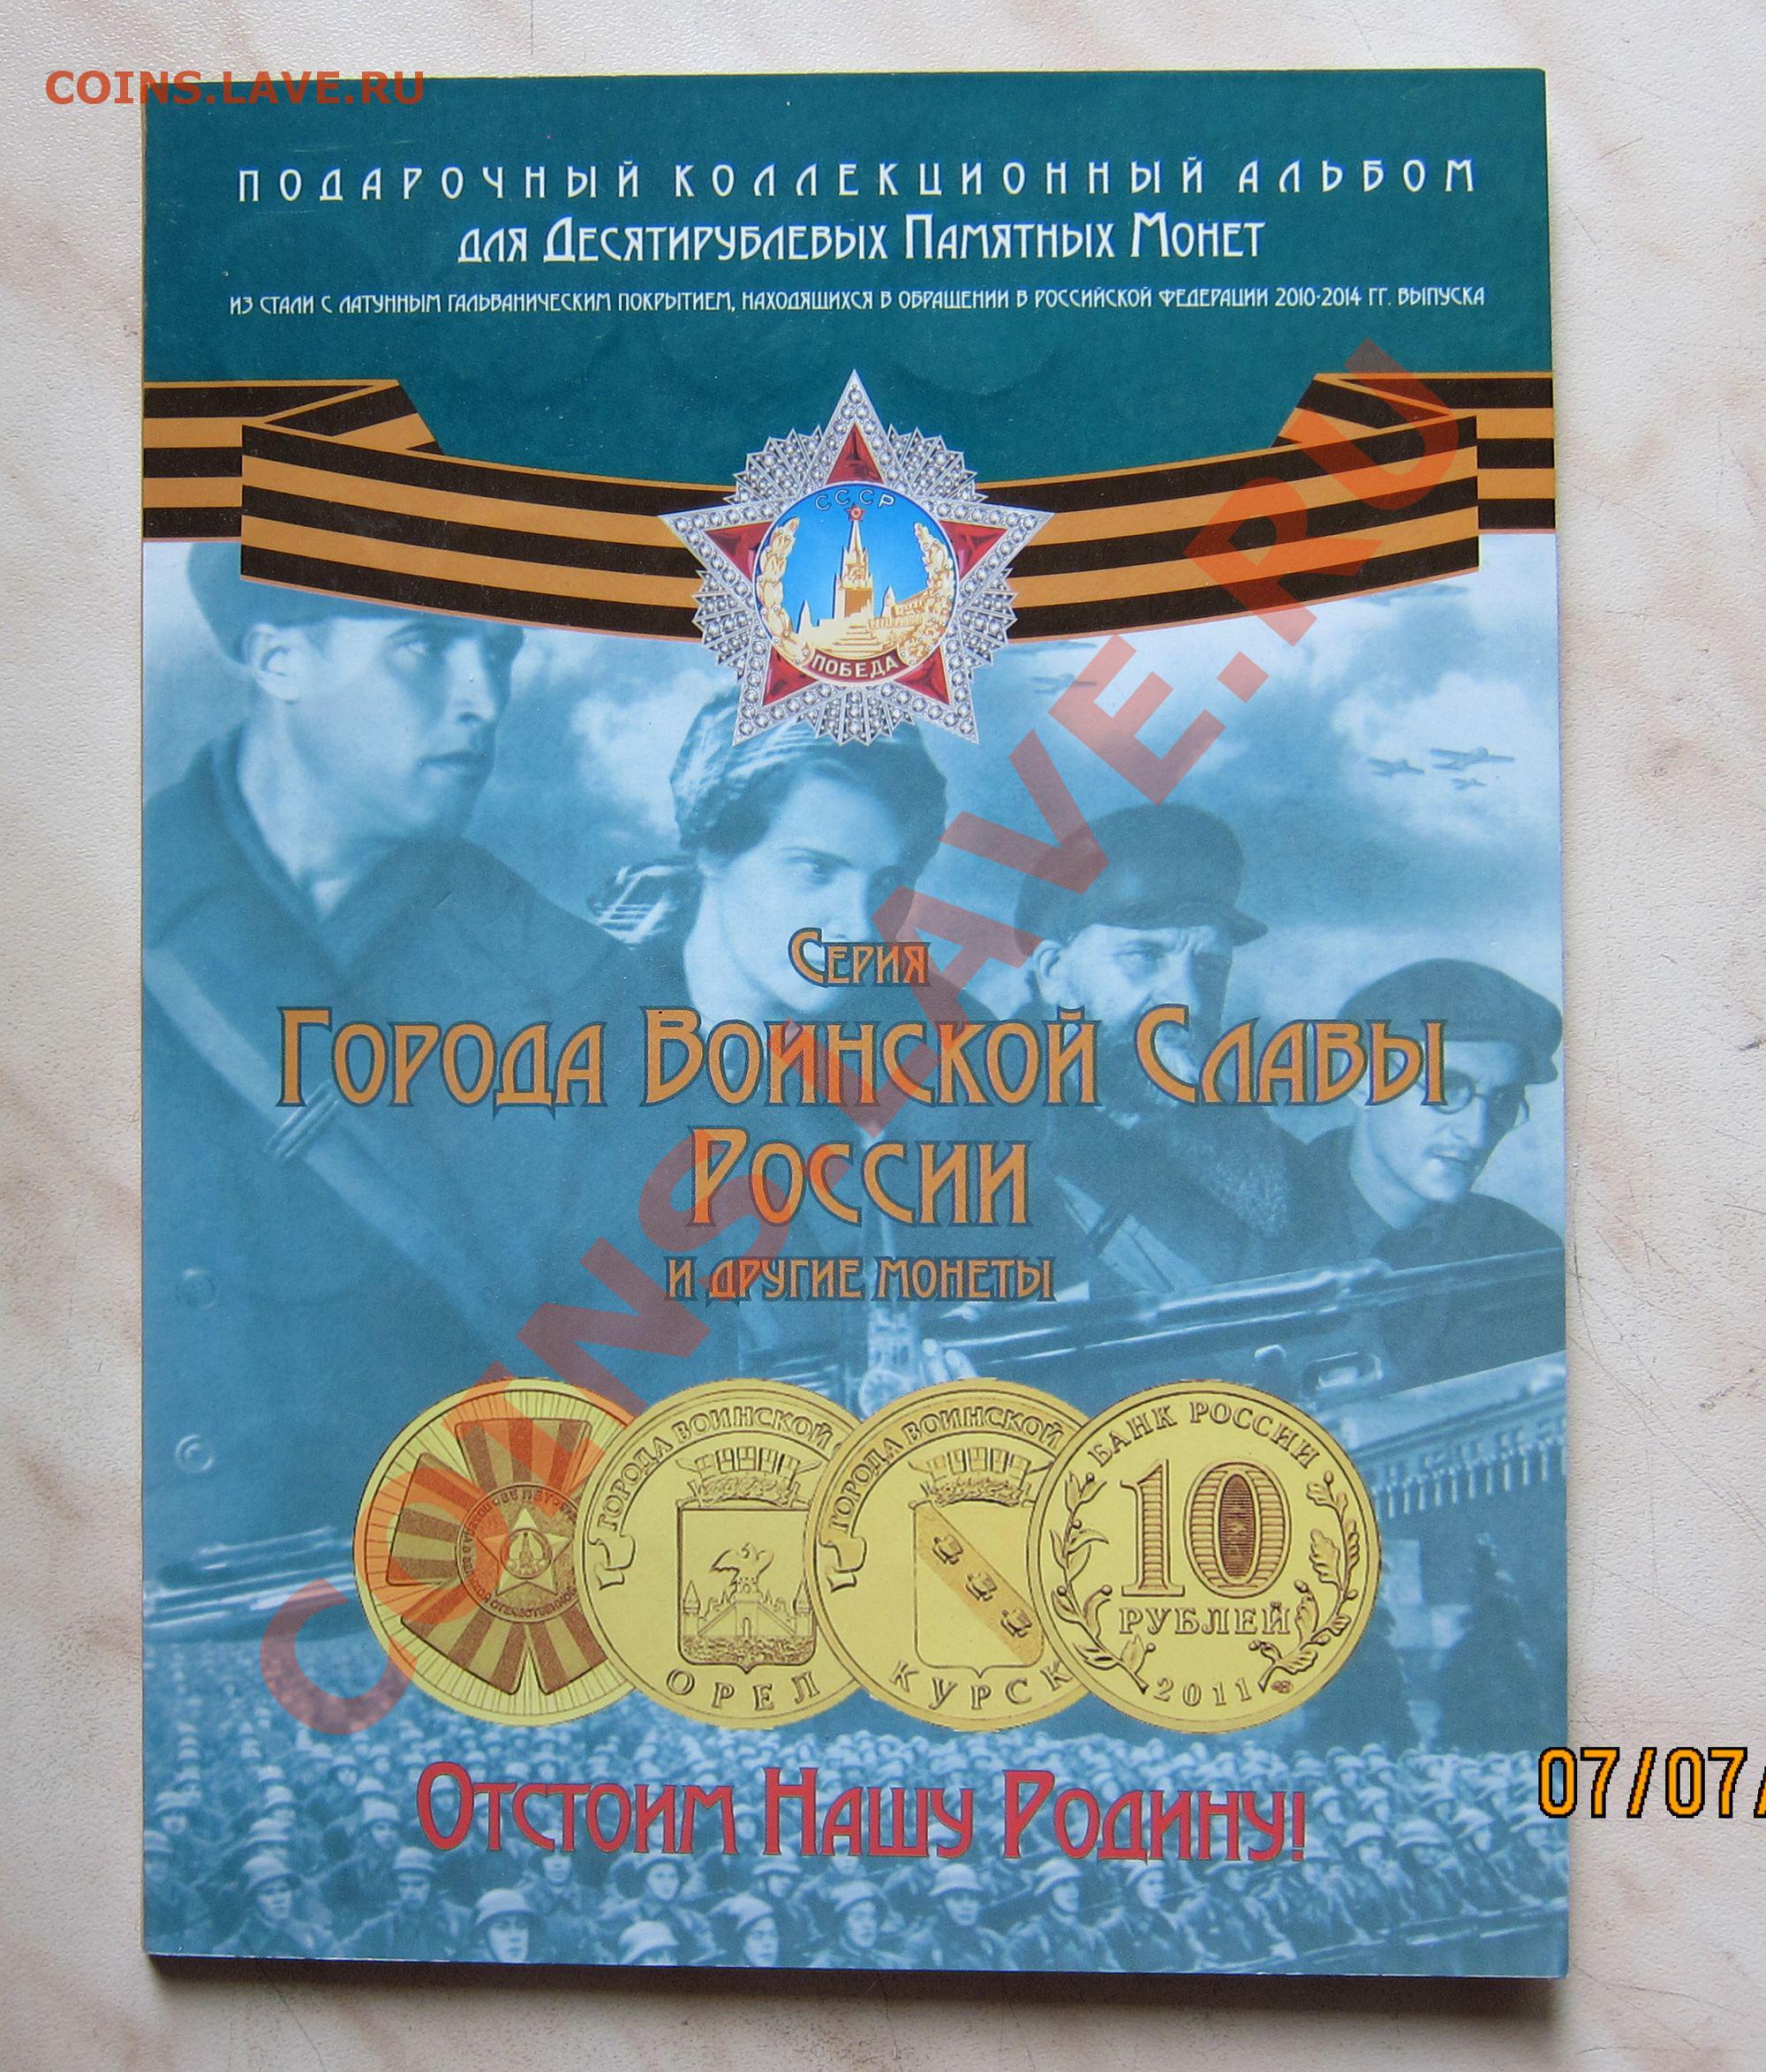 COINS.LAVE.RU
ПОДАРОЧНЫЙ КОЛЛЕКЦИОННЫЙ АЛЬБОМ
ДЛЯ ДЕСЯТИРУБЛЕВЫХ ПАМЯТНЫХ МОНЕТ
ИЗ СТАЛИ С ЛАТУННЫМ ГАЛЬВАНИЧЕСКИМ ПОКРЫТИЕМ, НАХОДЯЩИХСЯ В ОБРАЩЕНИИ В РОССИЙСКОЙ ФЕДЕРАЦИИ 2010-2014 ГГ. ВЫПУСКА
СССР
ПОБЕДА
COINS.LAVE.RU
СЕРИЯ
ГОРОДА ВОИНСКОЙ СЛАВЫ
РОССИИ
И ДРУГИЕ МОНЕТЫ
65 ЛЕТ
ГОРОДА ВОИНСКОЙ
ОРЕЛ
ГОРОДА ВОИНСКОЙ
КУРСК
БАНК РОССИИ
10
РУБЛЕЙ
2011
ОТСТОИМ НАШУ РОДИНУ!
07/07/